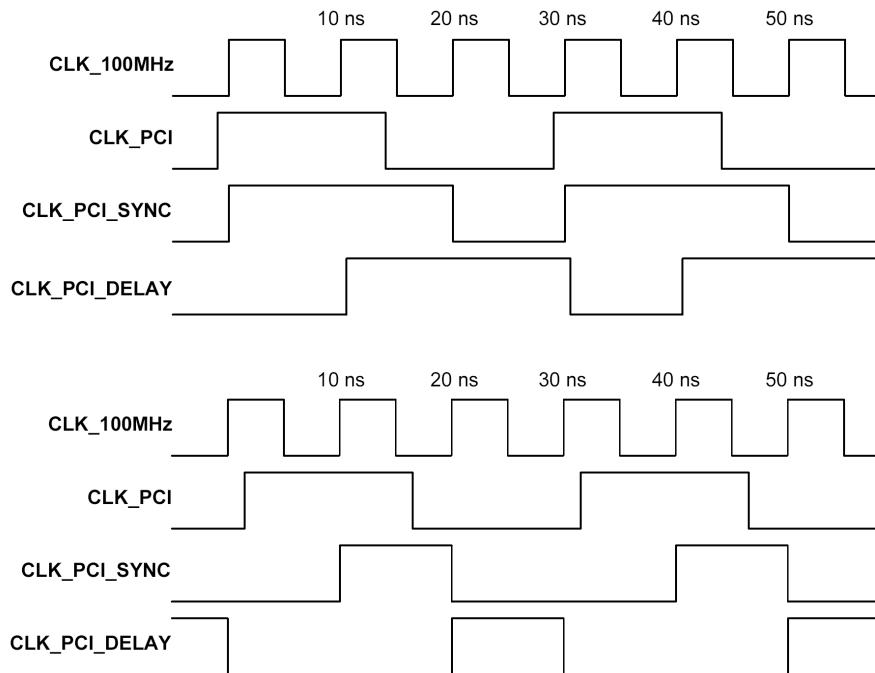 10 ns 20 ns 30 ns 40 ns 50 ns
CLK_100MHz
CLK_PCI
CLK_PCI_SYNC
CLK_PCI_DELAY
10 ns 20 ns 30 ns 40 ns 50 ns
CLK_100MHz
CLK_PCI
CLK_PCI_SYNC
CLK_PCI_DELAY